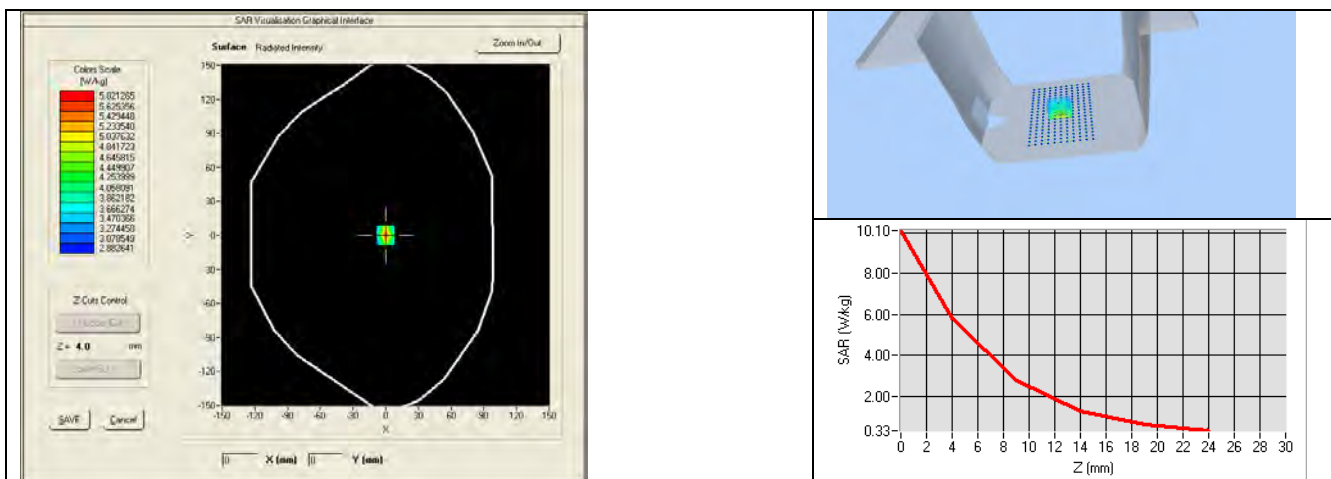 SAR Visualisation Graphical Interface
Surface Radiated Intensity
Zoom In/Out
Colors Scale
(W/kg)
5.821265
5.625356
5.429448
5.233540
5.037632
4.841723
4.645815
4.449907
4.253999
4.058091
3.862182
3.666274
3.470366
3.274458
3.078549
2.882641
Z Cuts Control
Z = 4.0 mm
SAVE Cancel
150
120
90
60
30
0
30
-60
-90
-120
-150
Y
-150 -120 -90 -60 -30 0 30 60 90 120 150
X
0 X (mm) 0 Y (mm)
10.10
8.00
6.00
4.00
2.00
0.33
SAR (W/kg)
0 2 4 6 8 10 12 14 16 18 20 22 24 26 28 30
Z (mm)